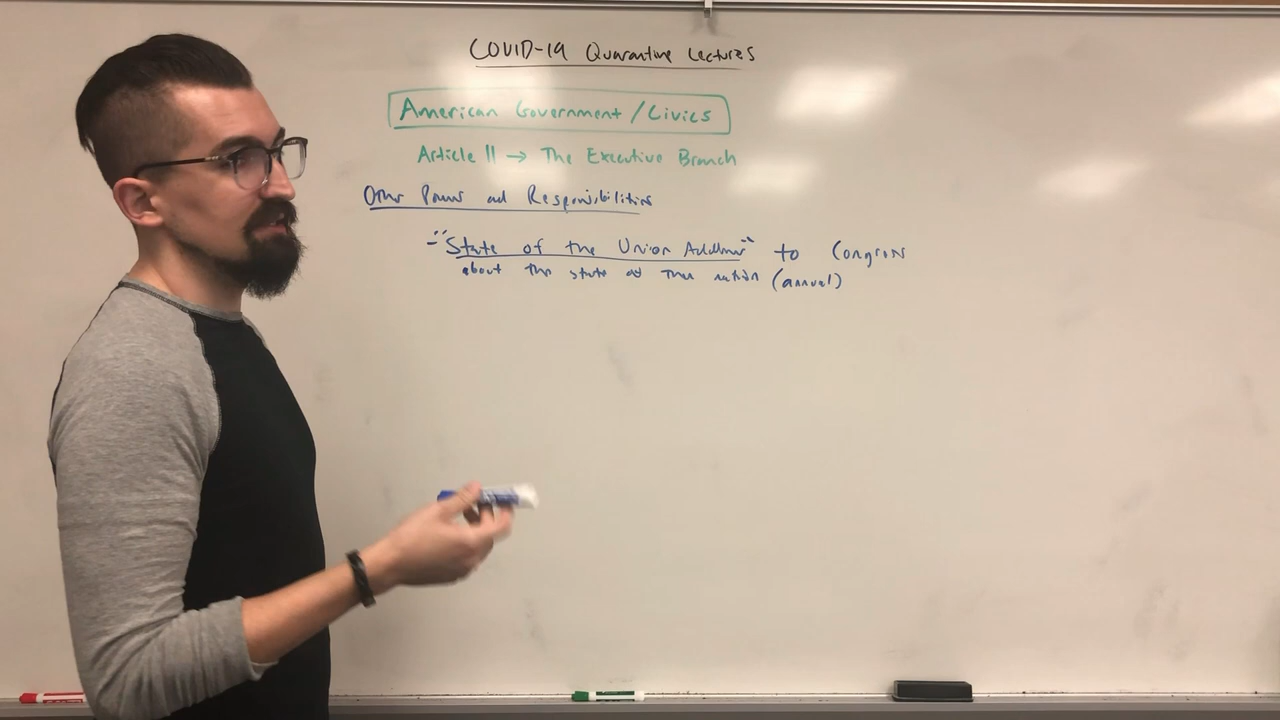 COVID-19 Quarantine Lectures
American Government/Civics
Article II → The Executive Branch
Other Powers and Responsibilities
-"State of the Union Address" to Congress
about the state of the nation (annual)